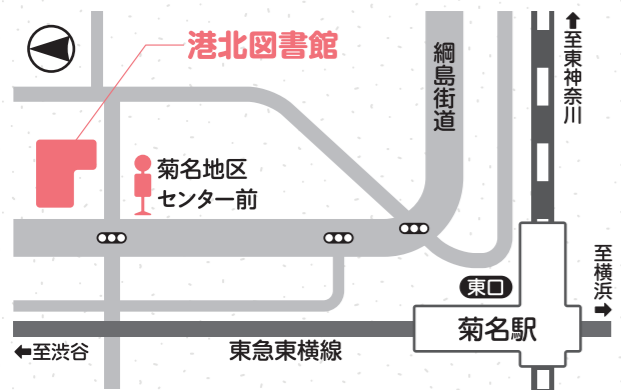 港北図書館
綱島街道
↑至東神奈川
菊名地区
センター前
東口
至横浜→
菊名駅
←至渋谷
東急東横線